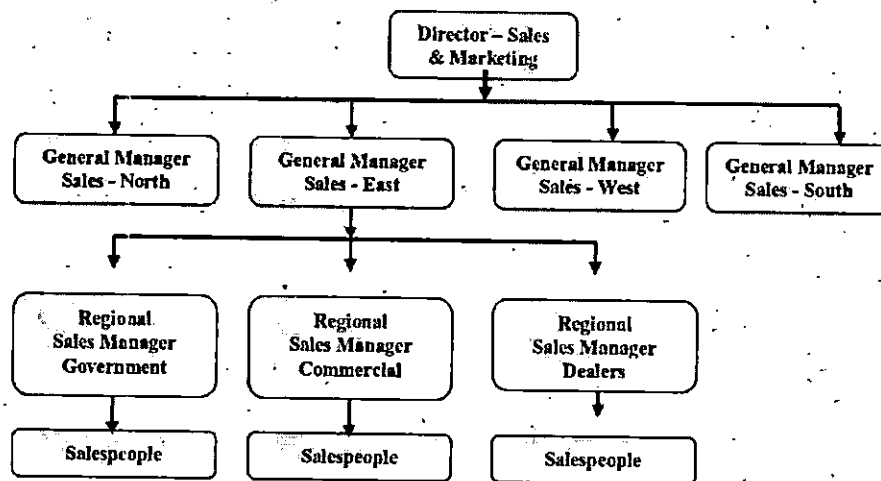 Director – Sales
& Marketing
General Manager
Sales - North
General Manager
Sales - East
General Manager
Sales - West
General Manager
Sales - South
Regional
Sales Manager
Government
Regional
Sales Manager
Commercial
Regional
Sales Manager
Dealers
Salespeople
Salespeople
Salespeople